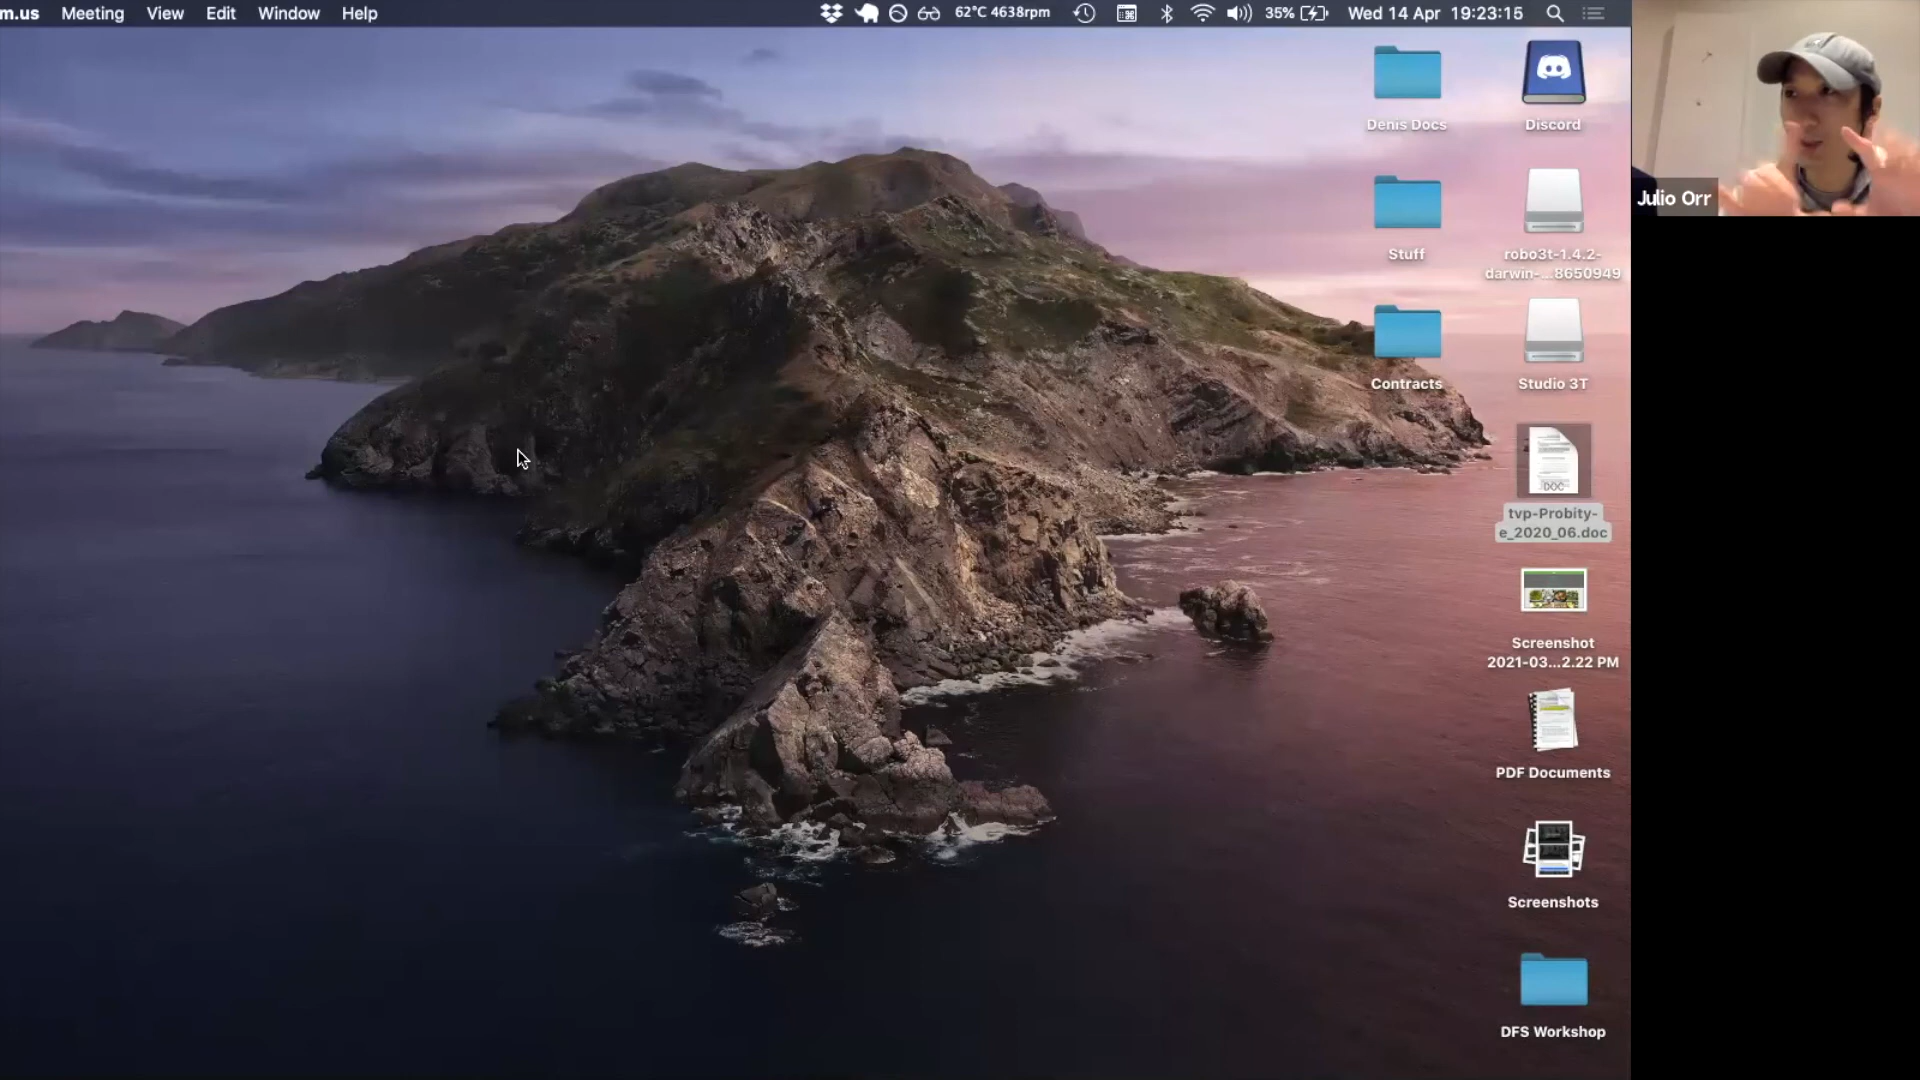 m.us Meeting View Edit Window Help 62°C 4638rpm 35% Wed 14 Apr 19:23:15
Denis Docs
Discord
Stuff
robo3t-1.4.2-
darwin-...8650949
Contracts
Studio 3T
DOC
tvp-Probity-
e_2020_06.doc
Screenshot
2021-03...2.22 PM
PDF Documents
Screenshots
DFS Workshop
Julio Orr